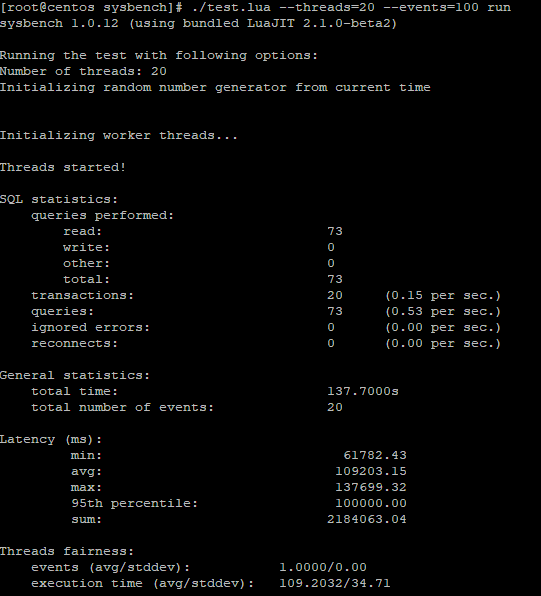 [root@centos sysbench]# ./test.lua --threads=20 --events=100 run
sysbench 1.0.12 (using bundled LuaJIT 2.1.0-beta2)
Running the test with following options:
Number of threads: 20
Initializing random number generator from current time
Initializing worker threads...
Threads started!
SQL statistics:
queries performed:
read: 73
write: 0
other: 0
total: 73
transactions: 20 (0.15 per sec.)
queries: 73 (0.53 per sec.)
ignored errors: 0 (0.00 per sec.)
reconnects: 0 (0.00 per sec.)
General statistics:
total time: 137.7000s
total number of events: 20
Latency (ms):
min: 61782.43
avg: 109203.15
max: 137699.32
95th percentile: 100000.00
sum: 2184063.04
Threads fairness:
events (avg/stddev): 1.0000/0.00
execution time (avg/stddev): 109.2032/34.71